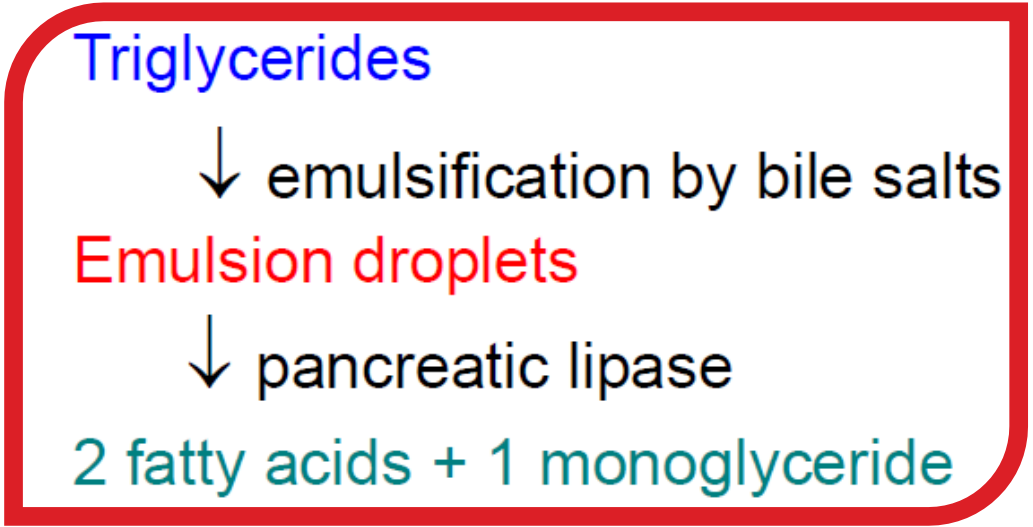 Triglycerides
↓ emulsification by bile salts
Emulsion droplets
↓ pancreatic lipase
2 fatty acids + 1 monoglyceride